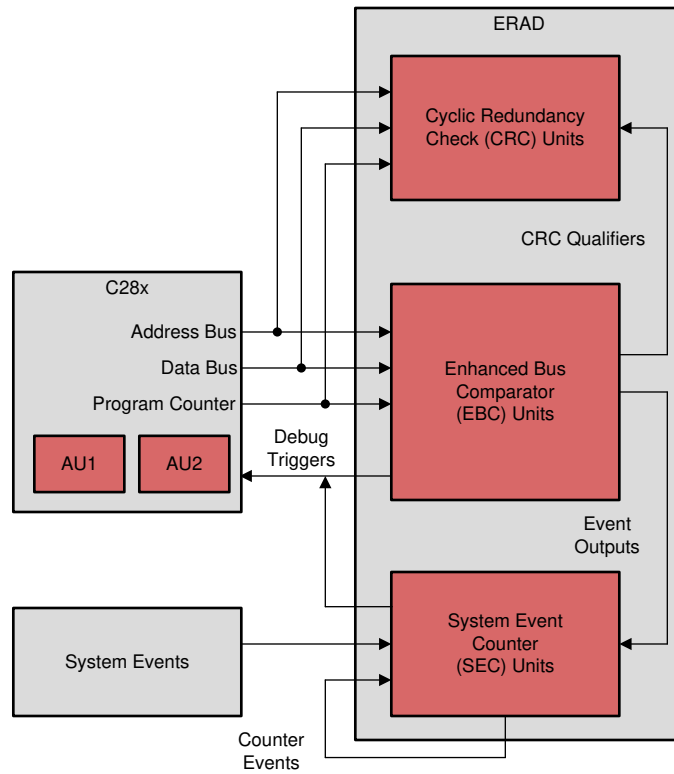 ERAD
Cyclic Redundancy
Check (CRC) Units
CRC Qualifiers
C28x
Address Bus
Data Bus
Program Counter
AU1
AU2
Enhanced Bus
Comparator
(EBC) Units
Debug
Triggers
Event
Outputs
System Events
System Event
Counter
(SEC) Units
Counter
Events